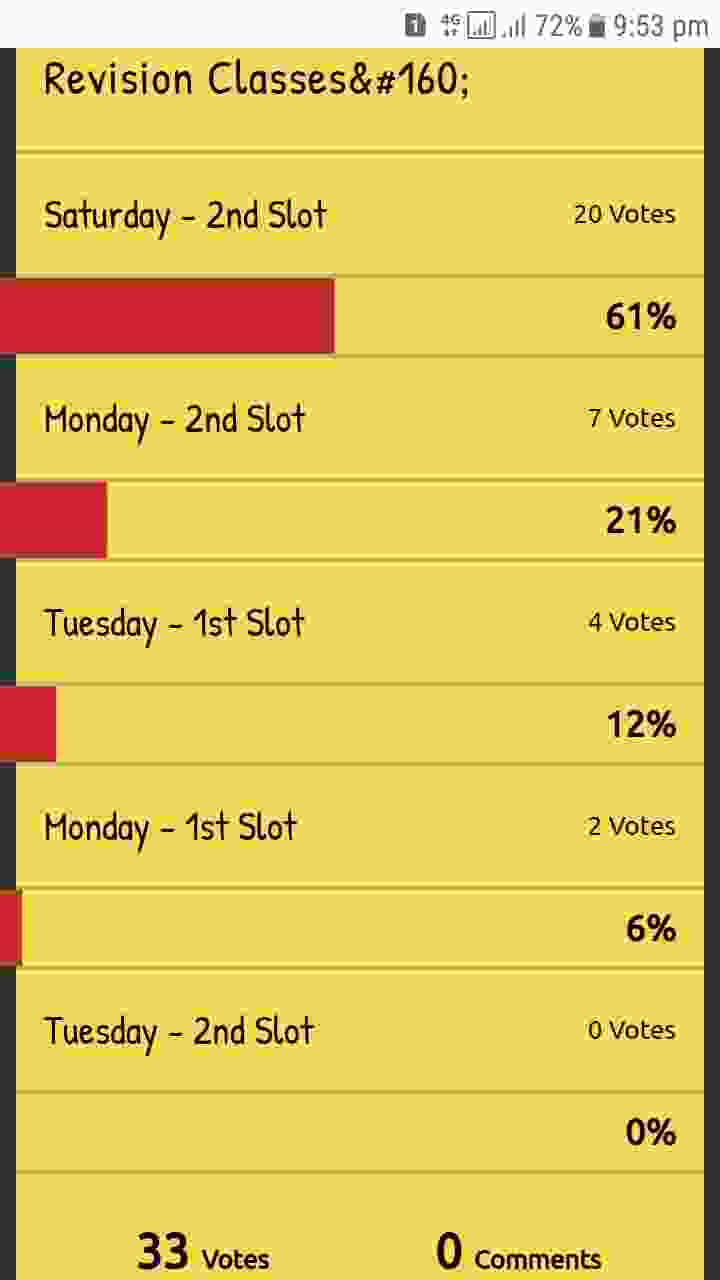 1 4G 72% 9:53 pm
Revision Classes&#160;
Saturday - 2nd Slot 20 Votes
61%
Monday - 2nd Slot 7 Votes
21%
Tuesday - 1st Slot 4 Votes
12%
Monday - 1st Slot 2 Votes
6%
Tuesday - 2nd Slot 0 Votes
0%
33 Votes 0 Comments